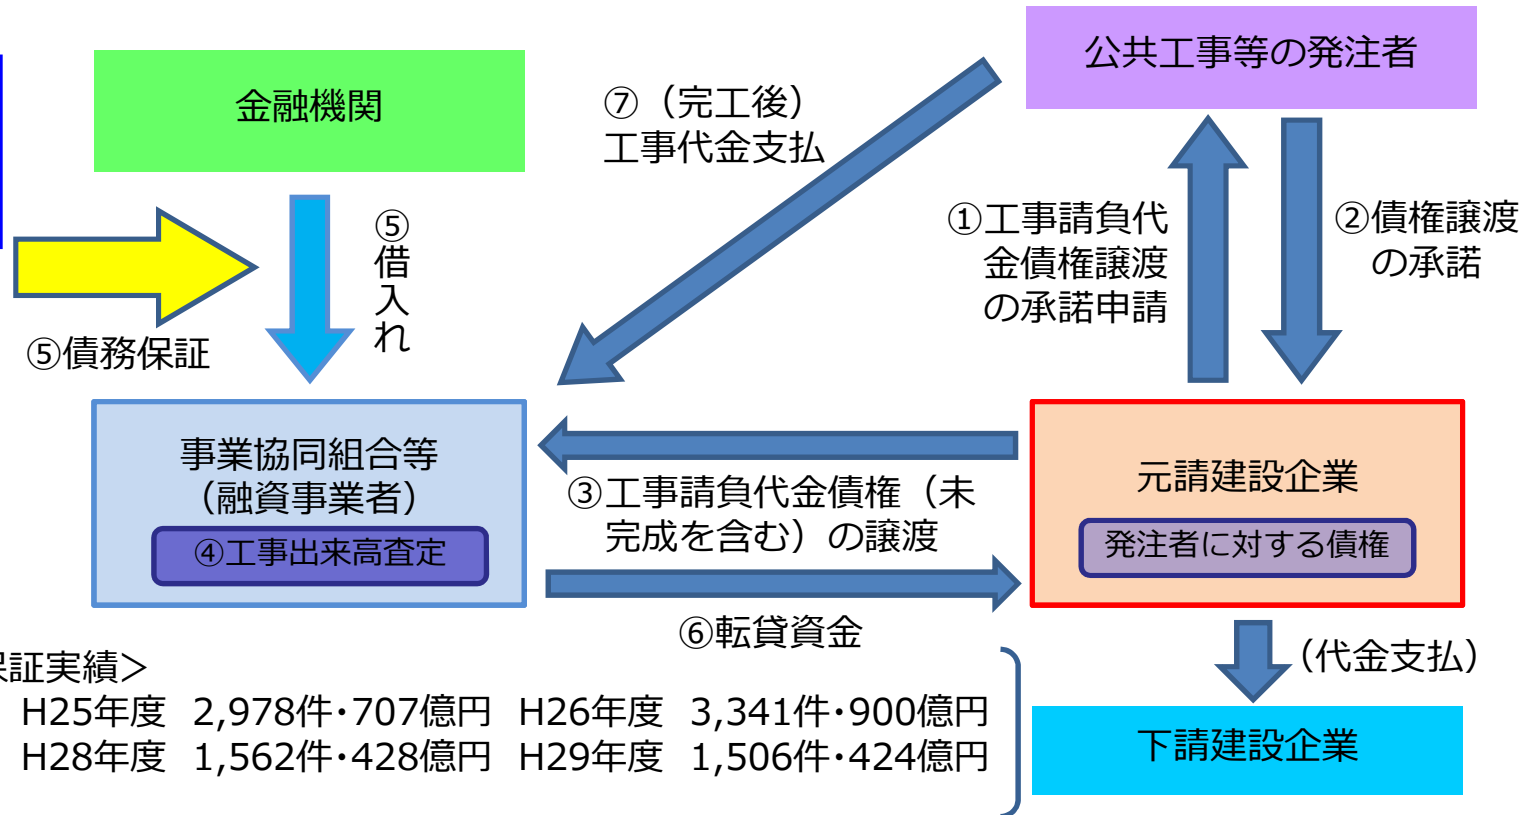 公共工事等の発注者
金融機関
⑦（完工後）
工事代金支払
①工事請負代
金債権譲渡
の承諾申請
②債権譲渡
の承諾
⑤借入れ
⑤債務保証
事業協同組合等
（融資事業者）
④工事出来高査定
③工事請負代金債権（未
完成を含む）の譲渡
元請建設企業
発注者に対する債権
⑥転貸資金
（代金支払）
証実績＞
H25年度 2,978件・707億円 H26年度 3,341件・900億円
H28年度 1,562件・428億円 H29年度 1,506件・424億円
下請建設企業